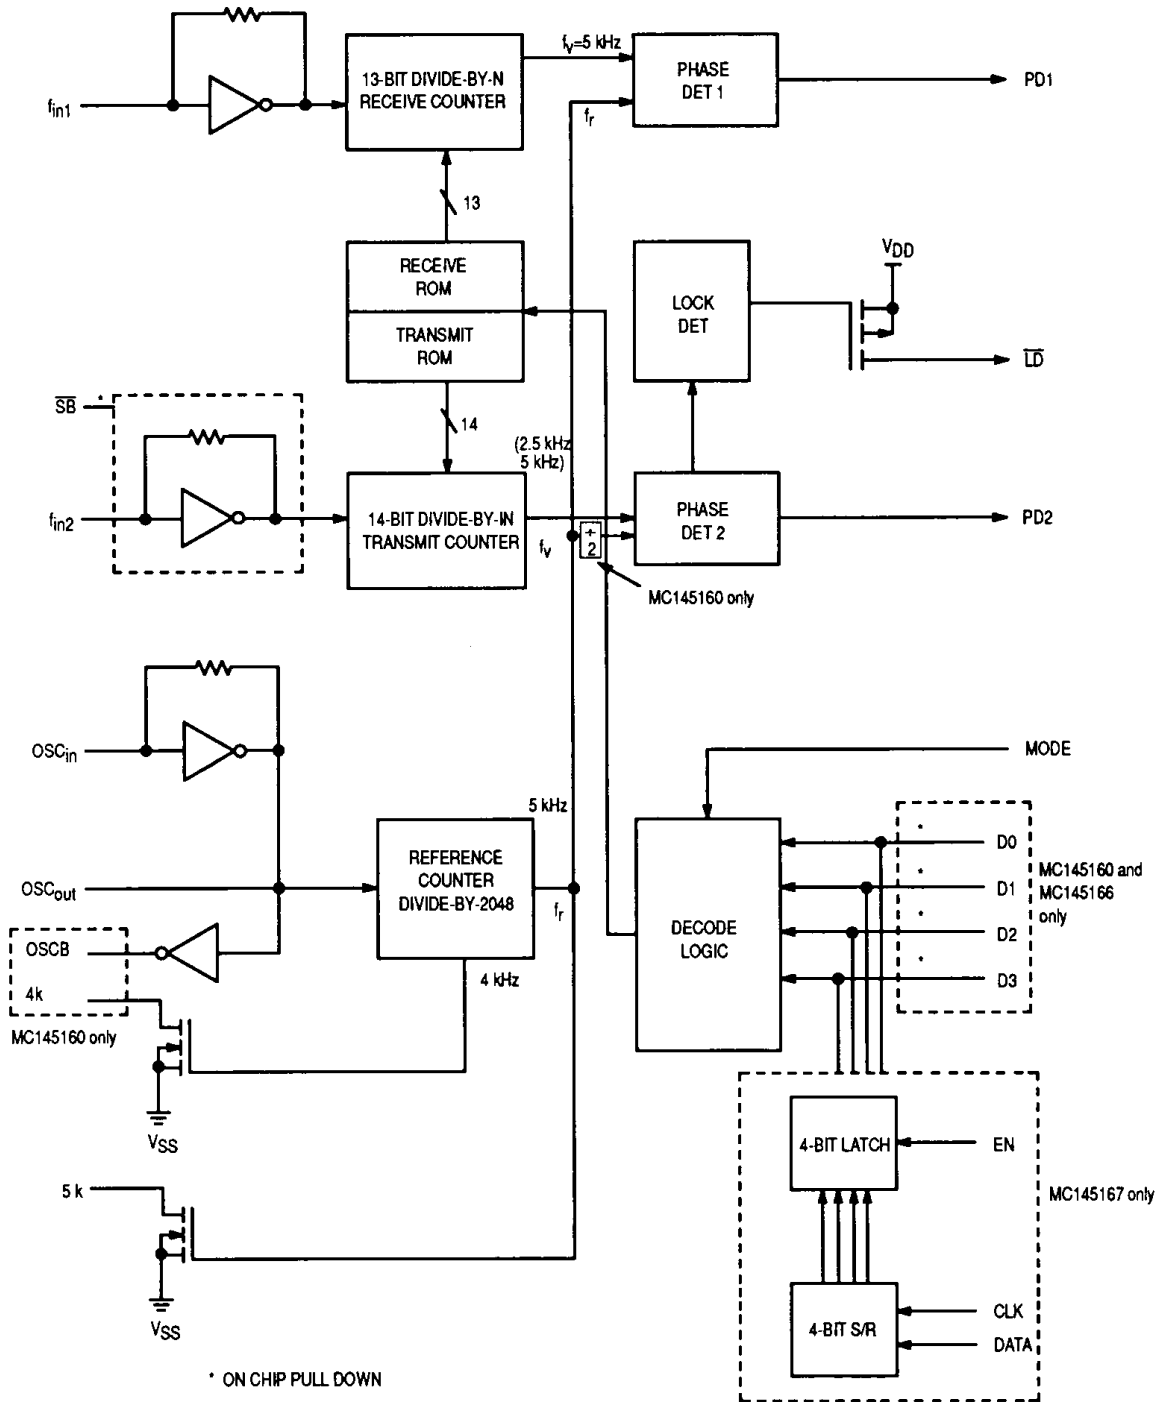 f_in1
13-BIT DIVIDE-BY-N
RECEIVE COUNTER
f_v=5 kHz
f_r
PHASE
DET 1
PD1
13
RECEIVE
ROM
TRANSMIT
ROM
14
LOCK
DET
V_DD
L̅D̅
S̅B̅ *
f_in2
14-BIT DIVIDE-BY-IN
TRANSMIT COUNTER
(2.5 kHz
5 kHz)
f_v
÷
2
PHASE
DET 2
PD2
MC145160 only
OSC_in
OSC_out
OSCB
4k
MC145160 only
V_SS
REFERENCE
COUNTER
DIVIDE-BY-2048
5 kHz
f_r
4 kHz
MODE
DECODE
LOGIC
* D0
* D1
* D2
* D3
MC145160 and
MC145166
only
5 k
V_SS
4-BIT LATCH
EN
MC145167 only
4-BIT S/R
CLK
DATA
* ON CHIP PULL DOWN